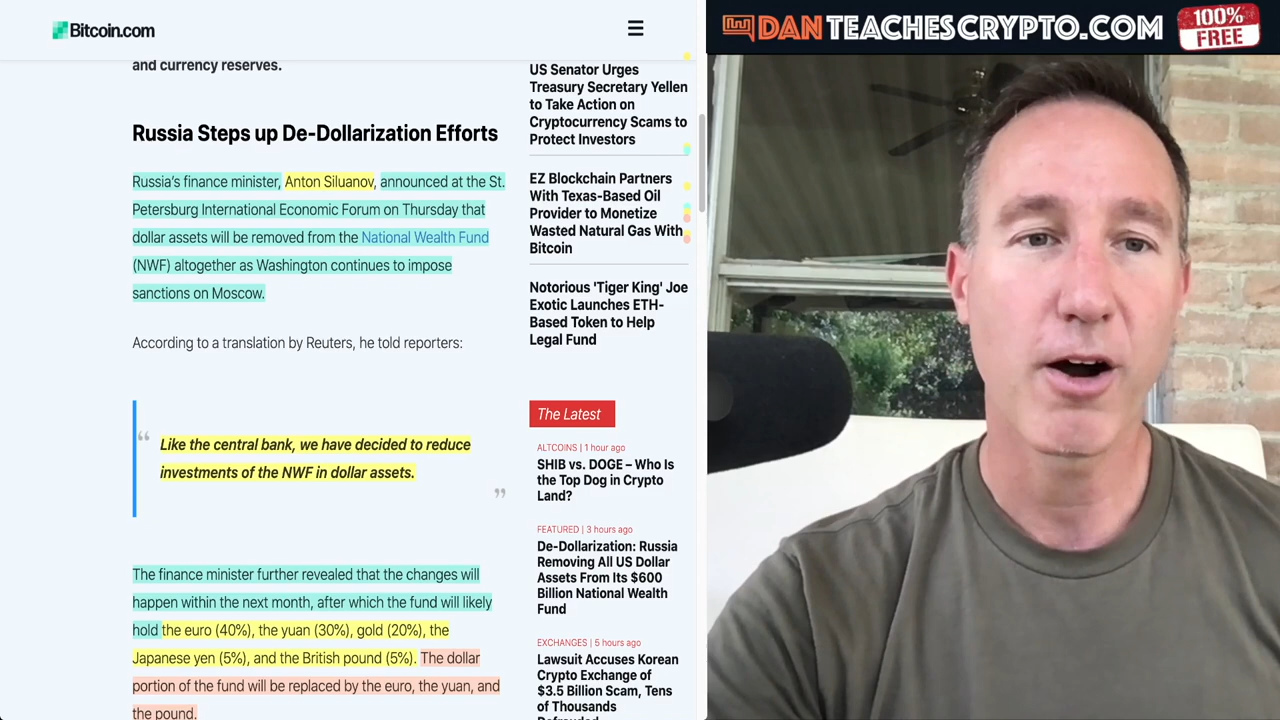 Bitcoin.com
and currency reserves.
Russia Steps up De-Dollarization Efforts
Russia's finance minister, Anton Siluanov, announced at the St.
Petersburg International Economic Forum on Thursday that
dollar assets will be removed from the National Wealth Fund
(NWF) altogether as Washington continues to impose
sanctions on Moscow.
According to a translation by Reuters, he told reporters:
“
Like the central bank, we have decided to reduce
investments of the NWF in dollar assets.
”
The finance minister further revealed that the changes will
happen within the next month, after which the fund will likely
hold the euro (40%), the yuan (30%), gold (20%), the
Japanese yen (5%), and the British pound (5%). The dollar
portion of the fund will be replaced by the euro, the yuan, and
the pound.
US Senator Urges
Treasury Secretary Yellen
to Take Action on
Cryptocurrency Scams to
Protect Investors
EZ Blockchain Partners
With Texas-Based Oil
Provider to Monetize
Wasted Natural Gas With
Bitcoin
Notorious 'Tiger King' Joe
Exotic Launches ETH-
Based Token to Help
Legal Fund
The Latest
ALTCOINS | 1 hour ago
SHIB vs. DOGE – Who Is
the Top Dog in Crypto
Land?
FEATURED | 3 hours ago
De-Dollarization: Russia
Removing All US Dollar
Assets From Its $600
Billion National Wealth
Fund
EXCHANGES | 5 hours ago
Lawsuit Accuses Korean
Crypto Exchange of
$3.5 Billion Scam, Tens
of Thousands
Defrauded
DANTEACHESCRYPTO.COM
100%
FREE